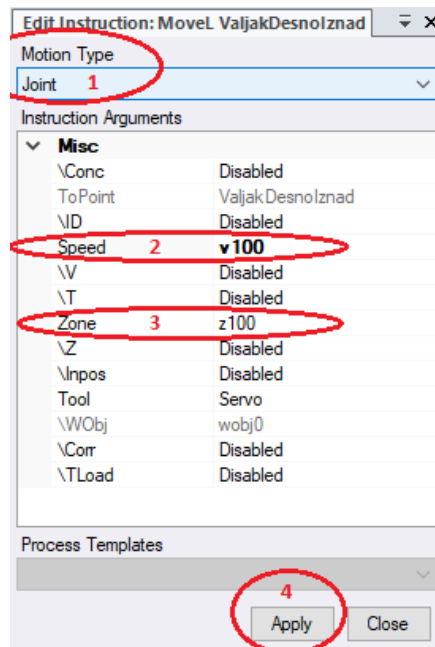 Edit Instruction: MoveL ValjakDesnoIznad
Motion Type
Joint 1
Instruction Arguments
Misc
\Conc Disabled
ToPoint ValjakDesnoIznad
\ID Disabled
Speed 2 v100
\V Disabled
\T Disabled
Zone 3 z100
\Z Disabled
\Inpos Disabled
Tool Servo
\WObj wobj0
\Corr Disabled
\TLoad Disabled
Process Templates
4
Apply Close